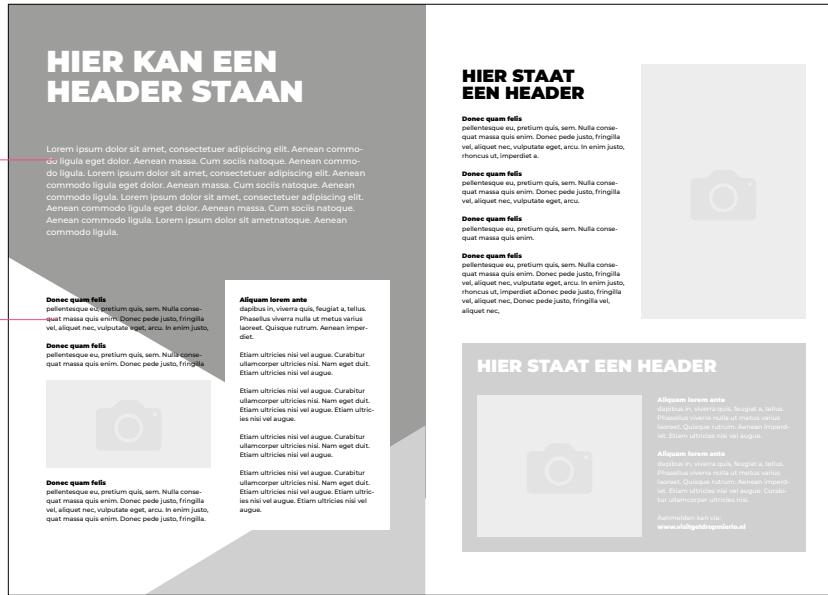 HIER KAN EEN
HEADER STAAN
Lorem ipsum dolor sit amet, consectetuer adipiscing elit. Aenean commo-
do ligula eget dolor. Aenean massa. Cum sociis natoque. Aenean commo-
do ligula. Lorem ipsum dolor sit amet, consectetuer adipiscing elit. Aenean
commodo ligula eget dolor. Aenean massa. Cum sociis natoque. Aenean
commodo ligula. Lorem ipsum dolor sit amet, consectetuer adipiscing elit.
Aenean commodo ligula eget dolor. Aenean massa. Cum sociis natoque.
Aenean commodo ligula. Lorem ipsum dolor sit ametnatoque. Aenean
commodo ligula.
Donec quam felis
pellentesque eu, pretium quis, sem. Nulla conse-
quat massa quis enim. Donec pede justo, fringilla
vel, aliquet nec, vulputate eget, arcu. In enim justo,
Donec quam felis
pellentesque eu, pretium quis, sem. Nulla conse-
quat massa quis enim. Donec pede justo, fringilla
Donec quam felis
pellentesque eu, pretium quis, sem. Nulla conse-
quat massa quis enim. Donec pede justo, fringilla
vel, aliquet nec, vulputate eget, arcu. In enim justo,
pellentesque eu, pretium quis, sem. Nulla conse-
quat massa quis enim. Donec pede justo, fringilla.
Aliquam lorem ante
dapibus in, viverra quis, feugiat a, tellus.
Phasellus viverra nulla ut metus varius
laoreet. Quisque rutrum. Aenean imper-
diet.
Etiam ultricies nisi vel augue. Curabitur
ullamcorper ultricies nisi. Nam eget duit.
Etiam ultricies nisi vel augue.
Etiam ultricies nisi vel augue. Curabitur
ullamcorper ultricies nisi. Nam eget duit.
Etiam ultricies nisi vel augue. Etiam ultric-
ies nisi vel augue.
Etiam ultricies nisi vel augue. Curabitur
ullamcorper ultricies nisi. Nam eget duit.
Etiam ultricies nisi vel augue.
Etiam ultricies nisi vel augue. Curabitur
ullamcorper ultricies nisi. Nam eget duit.
Etiam ultricies nisi vel augue. Etiam ultric-
ies nisi vel augue. Etiam ultricies nisi vel
augue.
HIER STAAT
EEN HEADER
Donec quam felis
pellentesque eu, pretium quis, sem. Nulla conse-
quat massa quis enim. Donec pede justo, fringilla
vel, aliquet nec, vulputate eget, arcu. In enim justo,
rhoncus ut, imperdiet a.
Donec quam felis
pellentesque eu, pretium quis, sem. Nulla conse-
quat massa quis enim. Donec pede justo, fringilla
vel, aliquet nec, vulputate eget, arcu.
Donec quam felis
pellentesque eu, pretium quis, sem. Nulla conse-
quat massa quis enim.
Donec quam felis
pellentesque eu, pretium quis, sem. Nulla conse-
quat massa quis enim. Donec pede justo, fringilla
vel, aliquet nec, vulputate eget, arcu. In enim justo,
rhoncus ut, imperdiet aDonec pede justo, fringilla
vel, aliquet nec, Donec pede justo, fringilla vel,
aliquet nec,
HIER STAAT EEN HEADER
Aliquam lorem ante
dapibus in, viverra quis, feugiat a, tellus.
Phasellus viverra nulla ut metus varius
laoreet. Quisque rutrum. Aenean imperd-
iet. Etiam ultricies nisi vel augue.
Aliquam lorem ante
dapibus in, viverra quis, feugiat a, tellus.
Phasellus viverra nulla ut metus varius
laoreet. Quisque rutrum. Aenean imperd-
iet. Etiam ultricies nisi vel augue. Curabi-
tur ullamcorper ultricies nisi.
Aanmelden kan via:
www.visitgeldropmierlo.nl